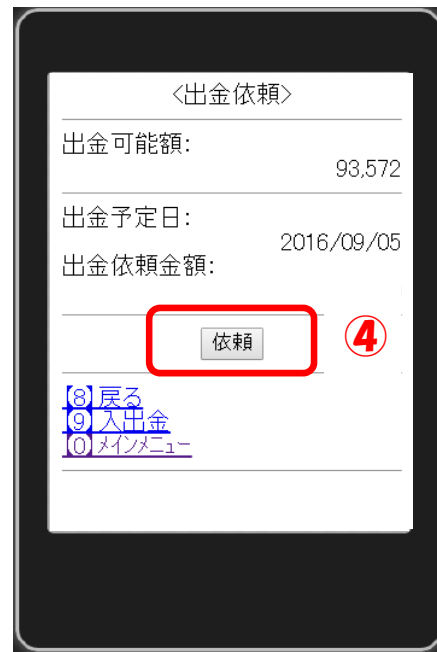 〈出金依頼〉
出金可能額:
93,572
出金予定日:
2016/09/05
出金依頼金額:
依頼
④
[8]戻る
[9]入出金
[0]メインメニュー